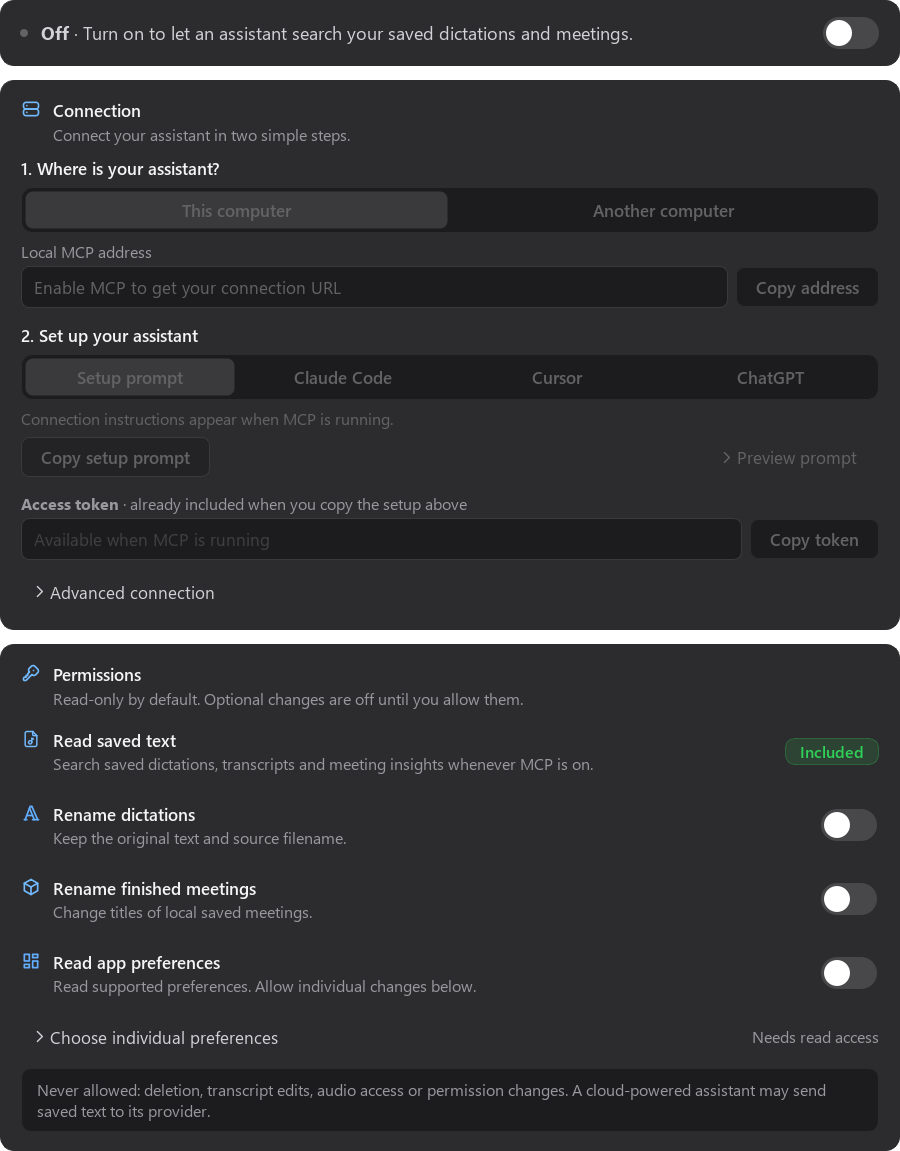 Off · Turn on to let an assistant search your saved dictations and meetings.
Connection
Connect your assistant in two simple steps.
1. Where is your assistant?
This computer
Another computer
Local MCP address
Enable MCP to get your connection URL
Copy address
2. Set up your assistant
Setup prompt
Claude Code
Cursor
ChatGPT
Connection instructions appear when MCP is running.
Copy setup prompt
Preview prompt
Access token · already included when you copy the setup above
Available when MCP is running
Copy token
Advanced connection
Permissions
Read-only by default. Optional changes are off until you allow them.
Read saved text
Search saved dictations, transcripts and meeting insights whenever MCP is on.
Included
Rename dictations
Keep the original text and source filename.
Rename finished meetings
Change titles of local saved meetings.
Read app preferences
Read supported preferences. Allow individual changes below.
Choose individual preferences
Needs read access
Never allowed: deletion, transcript edits, audio access or permission changes. A cloud-powered assistant may send
saved text to its provider.